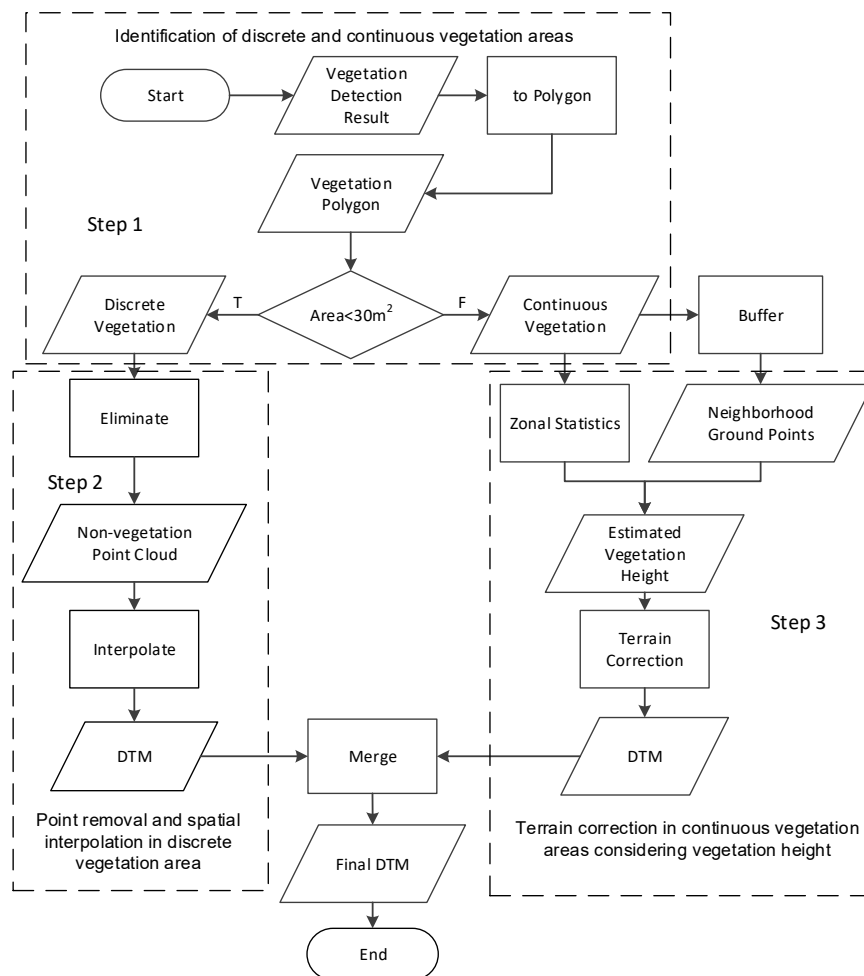 Identification of discrete and continuous vegetation areas
Start
Vegetation
Detection
Result
to Polygon
Vegetation
Polygon
Step 1
Discrete
Vegetation
T
Area<30m²
F
Continuous
Vegetation
Buffer
Eliminate
Zonal Statistics
Neighborhood
Ground Points
Step 2
Non-vegetation
Point Cloud
Estimated
Vegetation
Height
Interpolate
Terrain
Correction
Step 3
DTM
Merge
DTM
Point removal and spatial
interpolation in discrete
vegetation area
Terrain correction in continuous vegetation
areas considering vegetation height
Final DTM
End